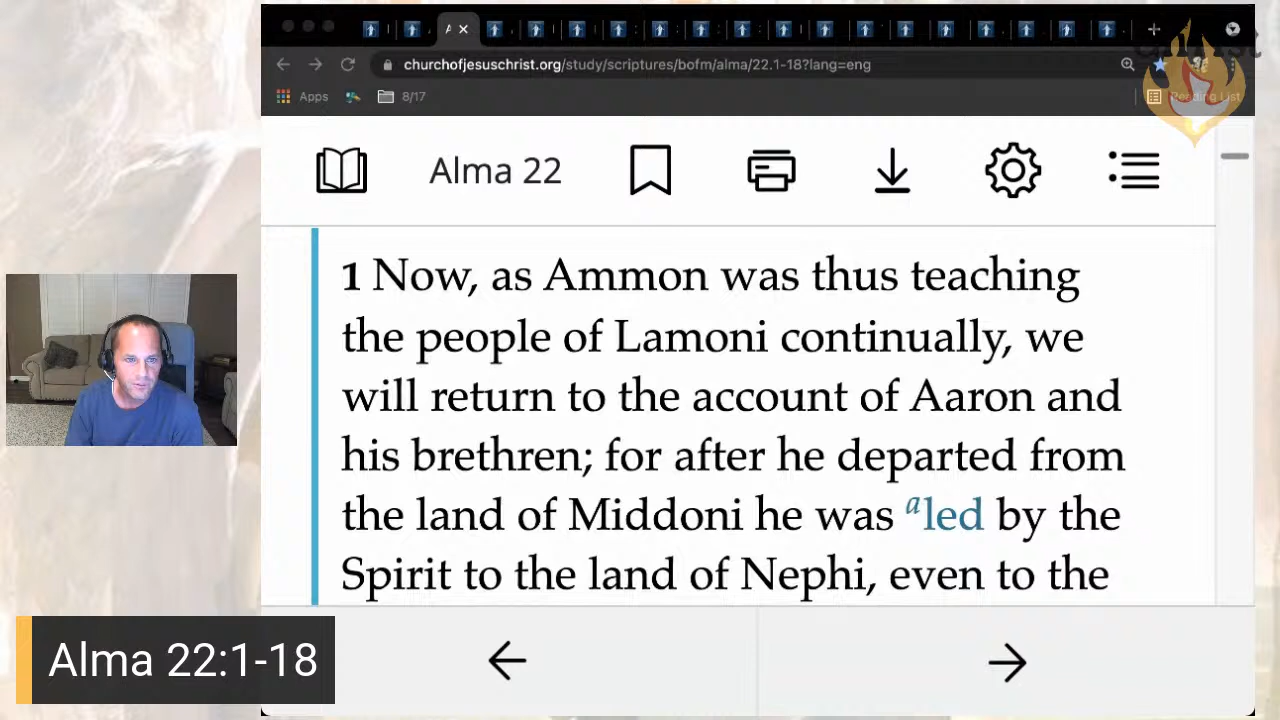 churchofjesuschrist.org/study/scriptures/bofm/alma/22.1-18?lang=eng
Apps
8/17
Reading List
Alma 22
1 Now, as Ammon was thus teaching
the people of Lamoni continually, we
will return to the account of Aaron and
his brethren; for after he departed from
the land of Middoni he was a led by the
Spirit to the land of Nephi, even to the
Alma 22:1-18